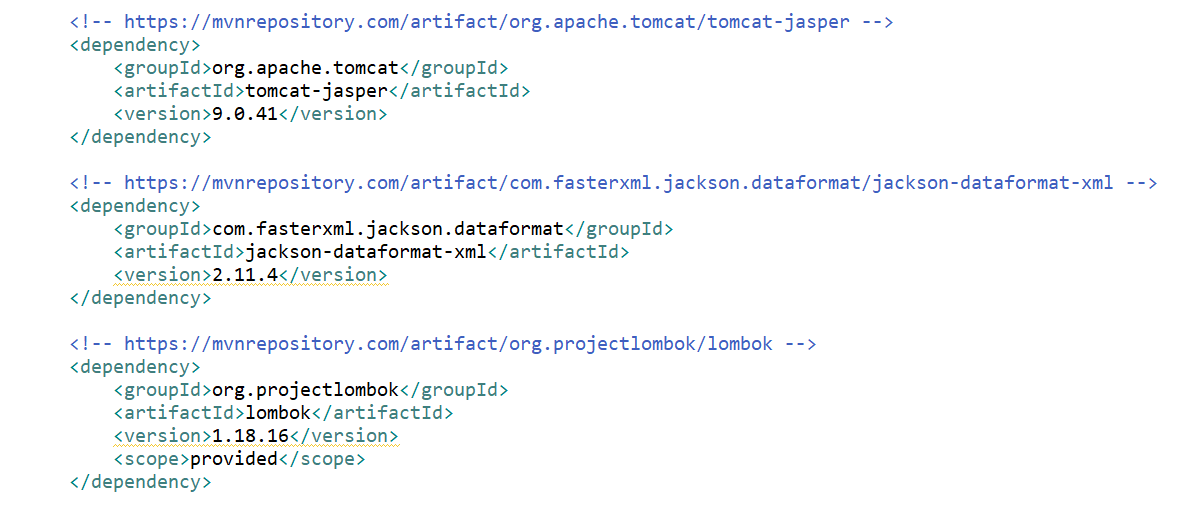 <!-- https://mvnrepository.com/artifact/org.apache.tomcat/tomcat-jasper -->
<dependency>
    <groupId>org.apache.tomcat</groupId>
    <artifactId>tomcat-jasper</artifactId>
    <version>9.0.41</version>
</dependency>

<!-- https://mvnrepository.com/artifact/com.fasterxml.jackson.dataformat/jackson-dataformat-xml -->
<dependency>
    <groupId>com.fasterxml.jackson.dataformat</groupId>
    <artifactId>jackson-dataformat-xml</artifactId>
    <version>2.11.4</version>
</dependency>

<!-- https://mvnrepository.com/artifact/org.projectlombok/lombok -->
<dependency>
    <groupId>org.projectlombok</groupId>
    <artifactId>lombok</artifactId>
    <version>1.18.16</version>
    <scope>provided</scope>
</dependency>